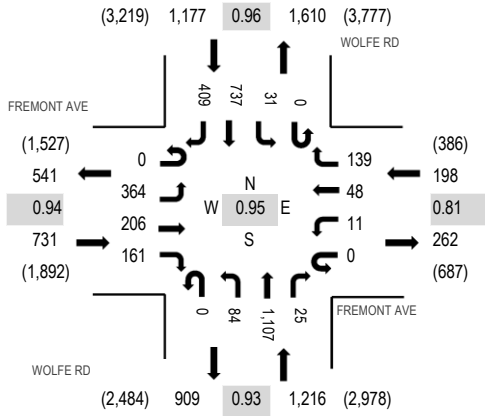 (3,219) 1,177 0.96 1,610 (3,777)
WOLFE RD
FREMONT AVE
409 737 31 0
(1,527)
541
0.94
731
(1,892)
0
364
206
161
N
W 0.95 E
S
139
48
11
0
(386)
198
0.81
262
(687)
0 84 1,107 25
FREMONT AVE
WOLFE RD
(2,484) 909 0.93 1,216 (2,978)